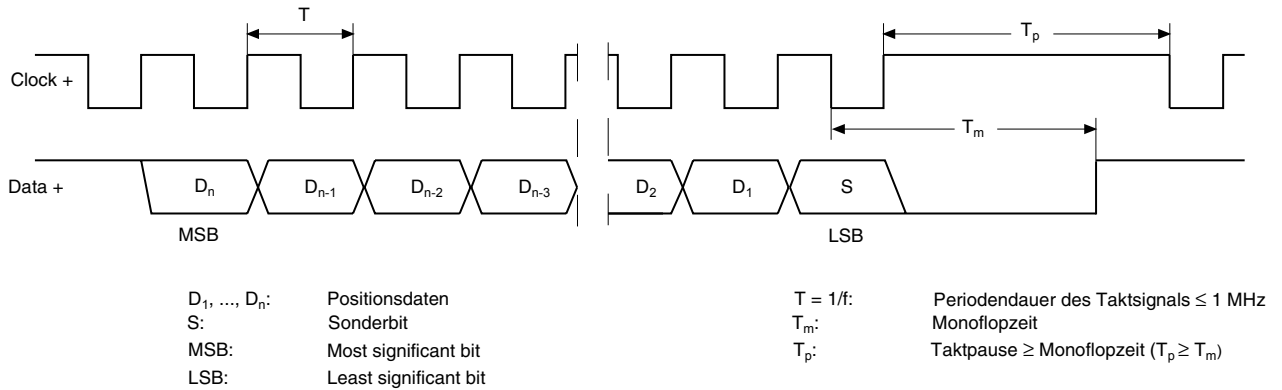 T
Tp
Clock +
Tm
Data +
Dn
Dn-1
Dn-2
Dn-3
D2
D1
S
MSB
LSB
D1, ..., Dn: Positionsdaten
S: Sonderbit
MSB: Most significant bit
LSB: Least significant bit
T = 1/f: Periodendauer des Taktsignals ≤ 1 MHz
Tm: Monoflopzeit
Tp: Taktpause ≥ Monoflopzeit (Tp ≥ Tm)